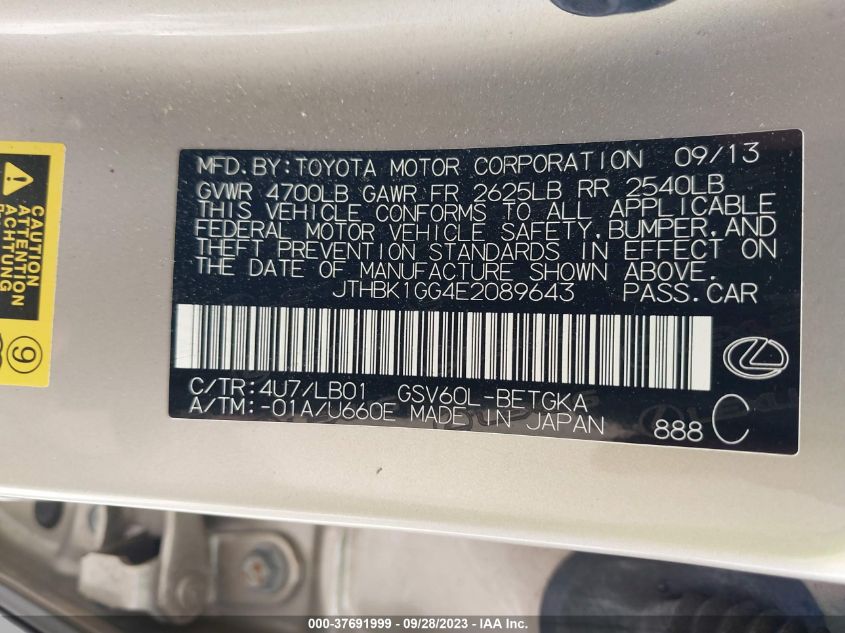 CAUTION
ATTENTION
ACHTUNG
9
MFD.BY:TOYOTA MOTOR CORPORATION 09/13
GVWR 4700LB GAWR FR 2625LB RR 2540LB
THIS VEHICLE CONFORMS TO ALL APPLICABLE
FEDERAL MOTOR VEHICLE SAFETY,BUMPER,AND
THEFT PREVENTION STANDARDS IN EFFECT ON
THE DATE OF MANUFACTURE SHOWN ABOVE.
JTHBK1GG4E2089643 PASS.CAR
C/TR:4U7/LB01 GSV60L-BETGKA
A/TM:-01A/U660E MADE IN JAPAN
888 C
000-37691999 - 09/28/2023 - IAA Inc.